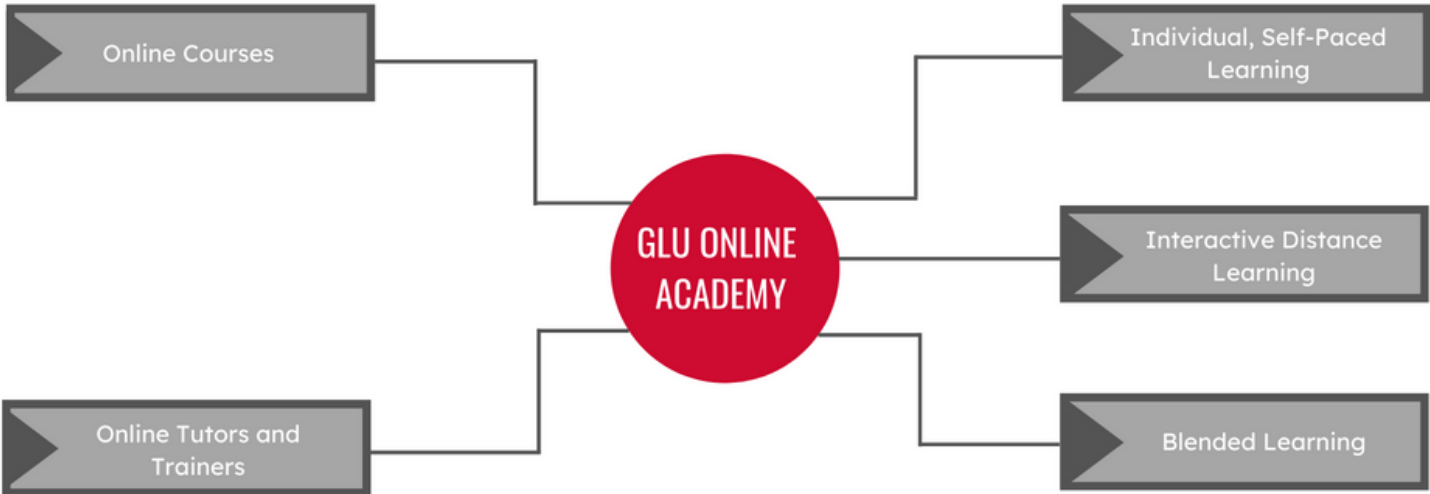 Online Courses
Individual, Self-Paced
Learning
GLU ONLINE
ACADEMY
Interactive Distance
Learning
Online Tutors and
Trainers
Blended Learning